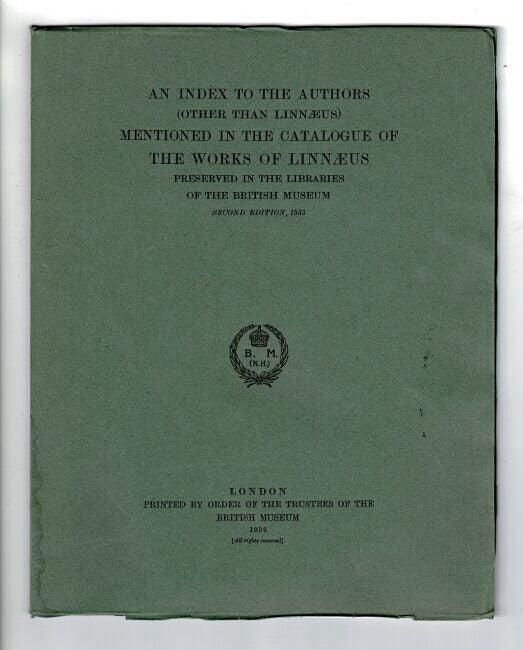 AN INDEX TO THE AUTHORS
(OTHER THAN LINNÆUS)
MENTIONED IN THE CATALOGUE OF
THE WORKS OF LINNÆUS
PRESERVED IN THE LIBRARIES
OF THE BRITISH MUSEUM
SECOND EDITION, 1933
B. M.
(N.H.)
LONDON
PRINTED BY ORDER OF THE TRUSTEES OF THE
BRITISH MUSEUM
1936
[All rights reserved]